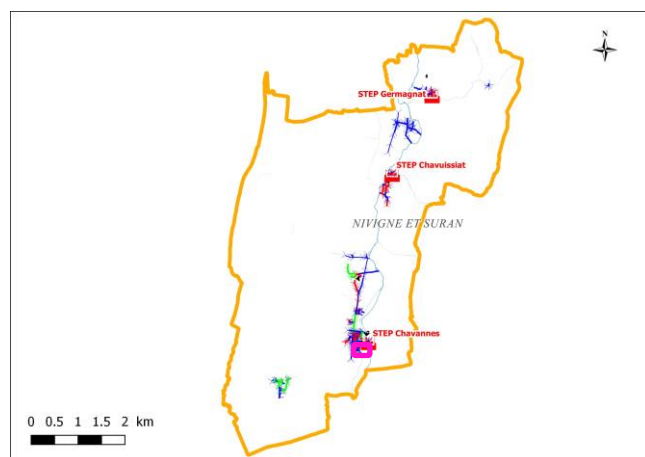 N
STEP Germagnat
STEP Chavuissiat
NIVIGNE ET SURAN
STEP Chavannes
0 0.5 1 1.5 2 km